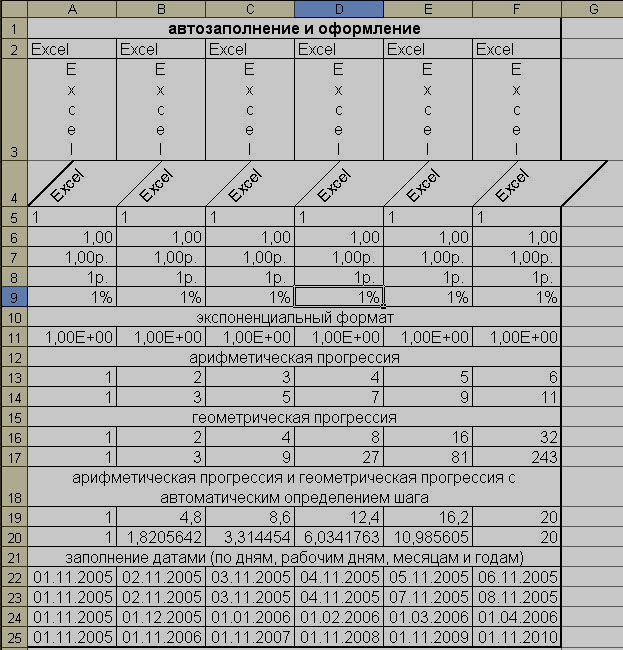 A B C D E F G
1 автозаполнение и оформление
2 Excel Excel Excel Excel Excel Excel
3 Excel Excel Excel Excel Excel Excel
4 Excel Excel Excel Excel Excel Excel
5 1 1 1 1 1 1
6 1,00 1,00 1,00 1,00 1,00 1,00
7 1,00р. 1,00р. 1,00р. 1,00р. 1,00р. 1,00р.
8 1р. 1р. 1р. 1р. 1р. 1р.
9 1% 1% 1% 1% 1% 1%
10 экспоненциальный формат
11 1,00E+00 1,00E+00 1,00E+00 1,00E+00 1,00E+00 1,00E+00
12 арифметическая прогрессия
13 1 2 3 4 5 6
14 1 3 5 7 9 11
15 геометрическая прогрессия
16 1 2 4 8 16 32
17 1 3 9 27 81 243
арифметическая прогрессия и геометрическая прогрессия с
18 автоматическим определением шага
19 1 4,8 8,6 12,4 16,2 20
20 1 1,8205642 3,314454 6,0341763 10,985605 20
21 заполнение датами (по дням, рабочим дням, месяцам и годам)
22 01.11.2005 02.11.2005 03.11.2005 04.11.2005 05.11.2005 06.11.2005
23 01.11.2005 02.11.2005 03.11.2005 04.11.2005 07.11.2005 08.11.2005
24 01.11.2005 01.12.2005 01.01.2006 01.02.2006 01.03.2006 01.04.2006
25 01.11.2005 01.11.2006 01.11.2007 01.11.2008 01.11.2009 01.11.2010